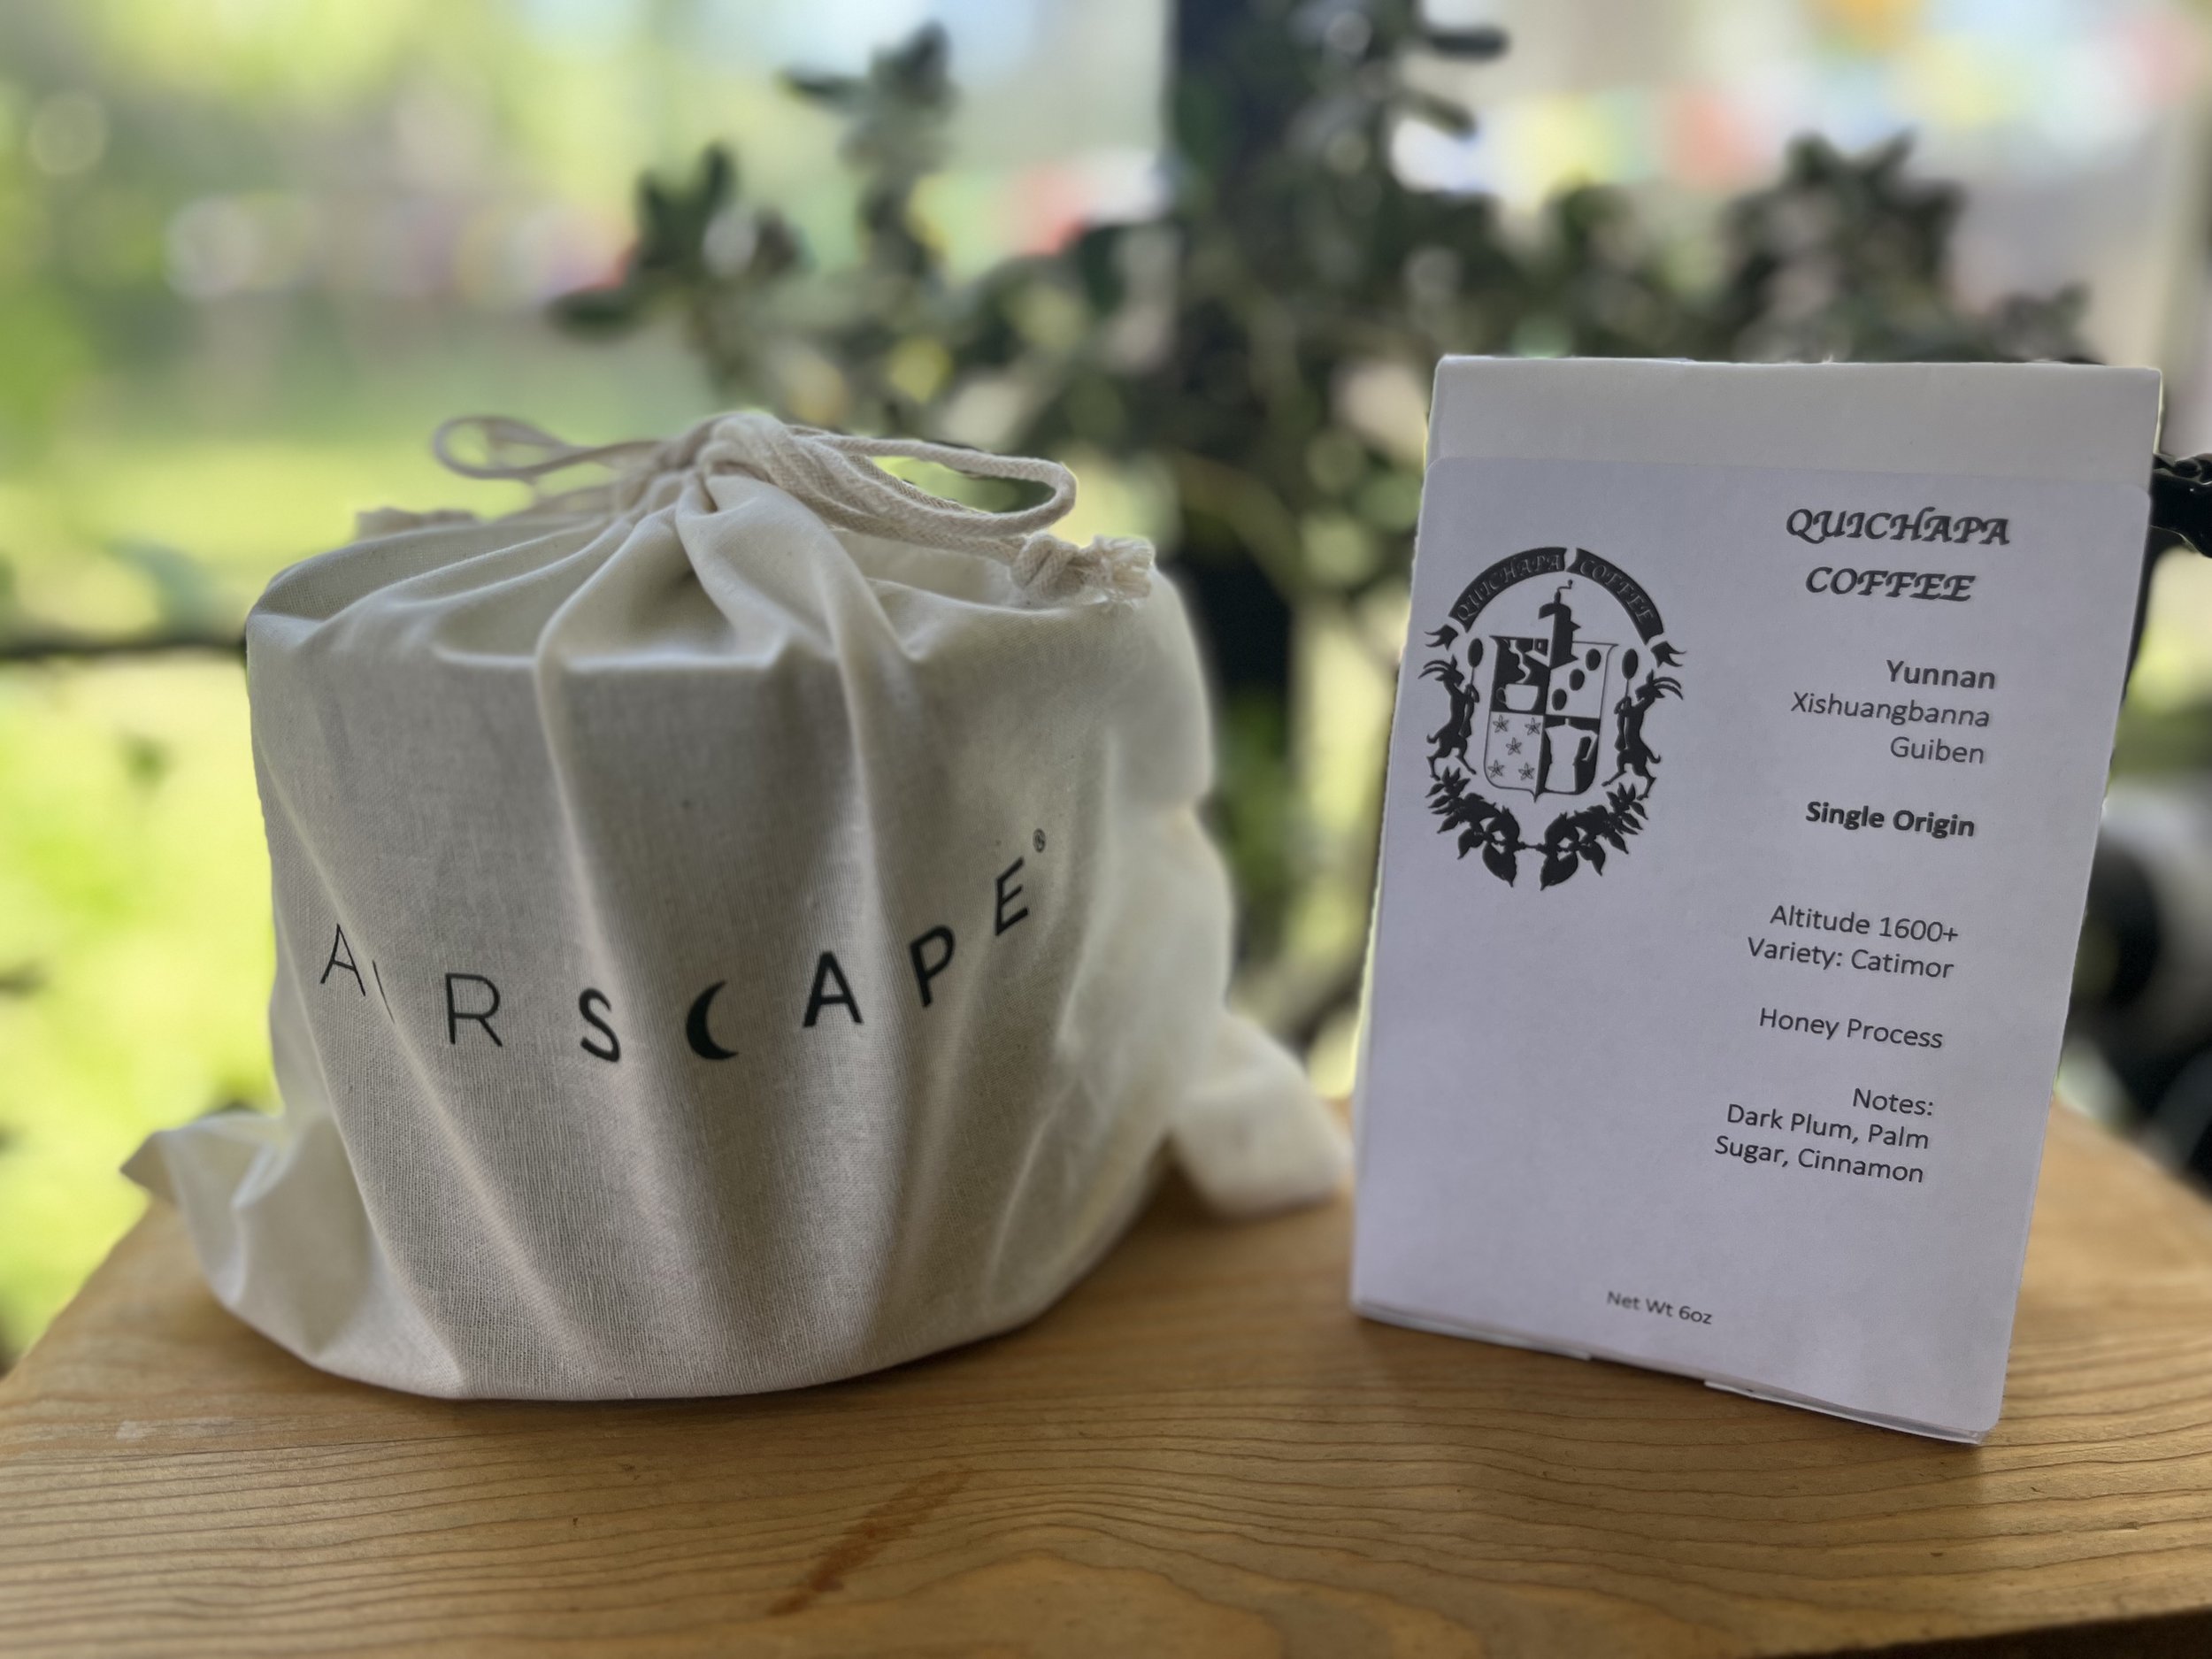 AIRSCAPE®
QUICHAPA
COFFEE
QUICHAPA COFFEE
Yunnan
Xishuangbanna
Guiben
Single Origin
Altitude 1600+
Variety: Catimor
Honey Process
Notes:
Dark Plum, Palm
Sugar, Cinnamon
Net Wt 6oz